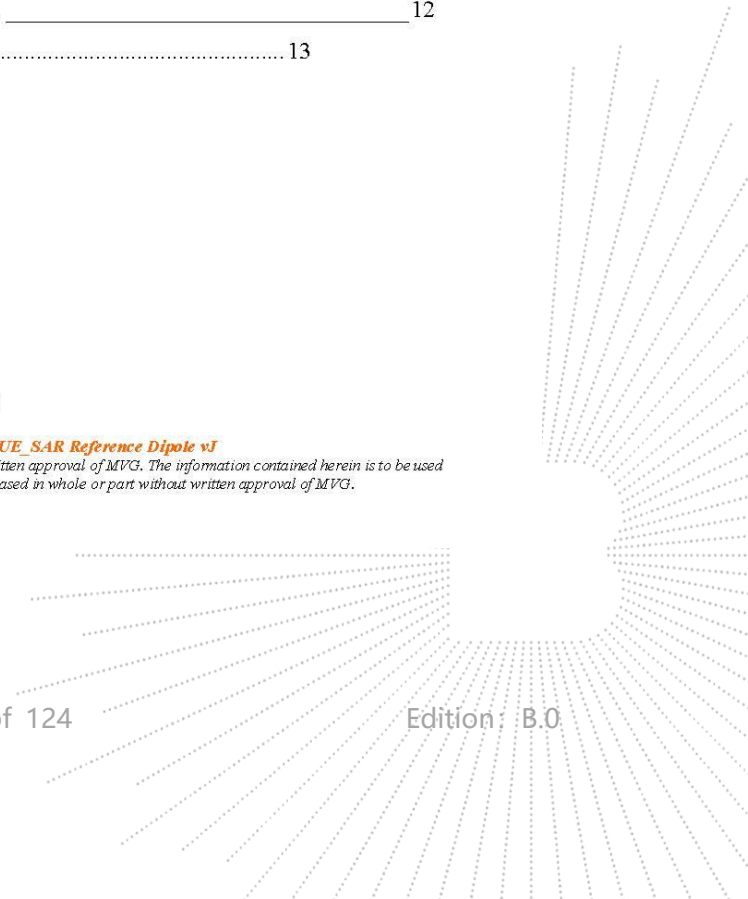 12
13
UE_SAR Reference Dipole vJ
tten approval of MVG. The information contained herein is to be used
ased in whole or part without written approval of MVG.
of 124
Edition: B.0